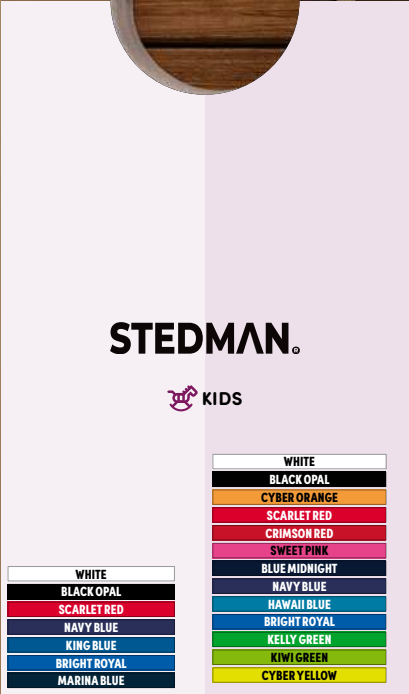 STEDMAN®
KIDS
WHITE
BLACK OPAL
SCARLET RED
NAVY BLUE
KING BLUE
BRIGHT ROYAL
MARINA BLUE
WHITE
BLACK OPAL
CYBER ORANGE
SCARLET RED
CRIMSON RED
SWEET PINK
BLUE MIDNIGHT
NAVY BLUE
HAWAII BLUE
BRIGHT ROYAL
KELLY GREEN
KIWI GREEN
CYBER YELLOW